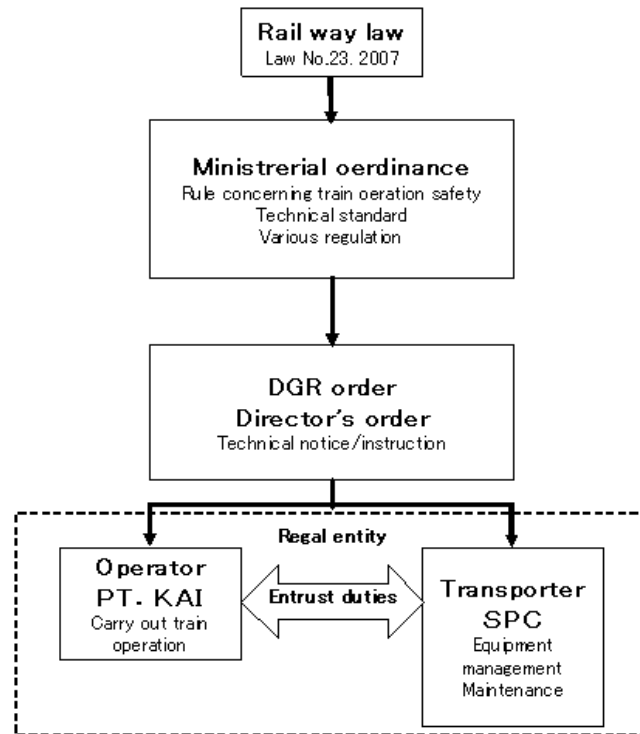 Rail way law
Law No.23. 2007
Ministrerial oerdinance
Rule concerning train oeration safety
Technical standard
Various regulation
DGR order
Director's order
Technical notice/instruction
Regal entity
Operator
PT. KAI
Carry out train
operation
Entrust duties
Transporter
SPC
Equipment
management
Maintenance